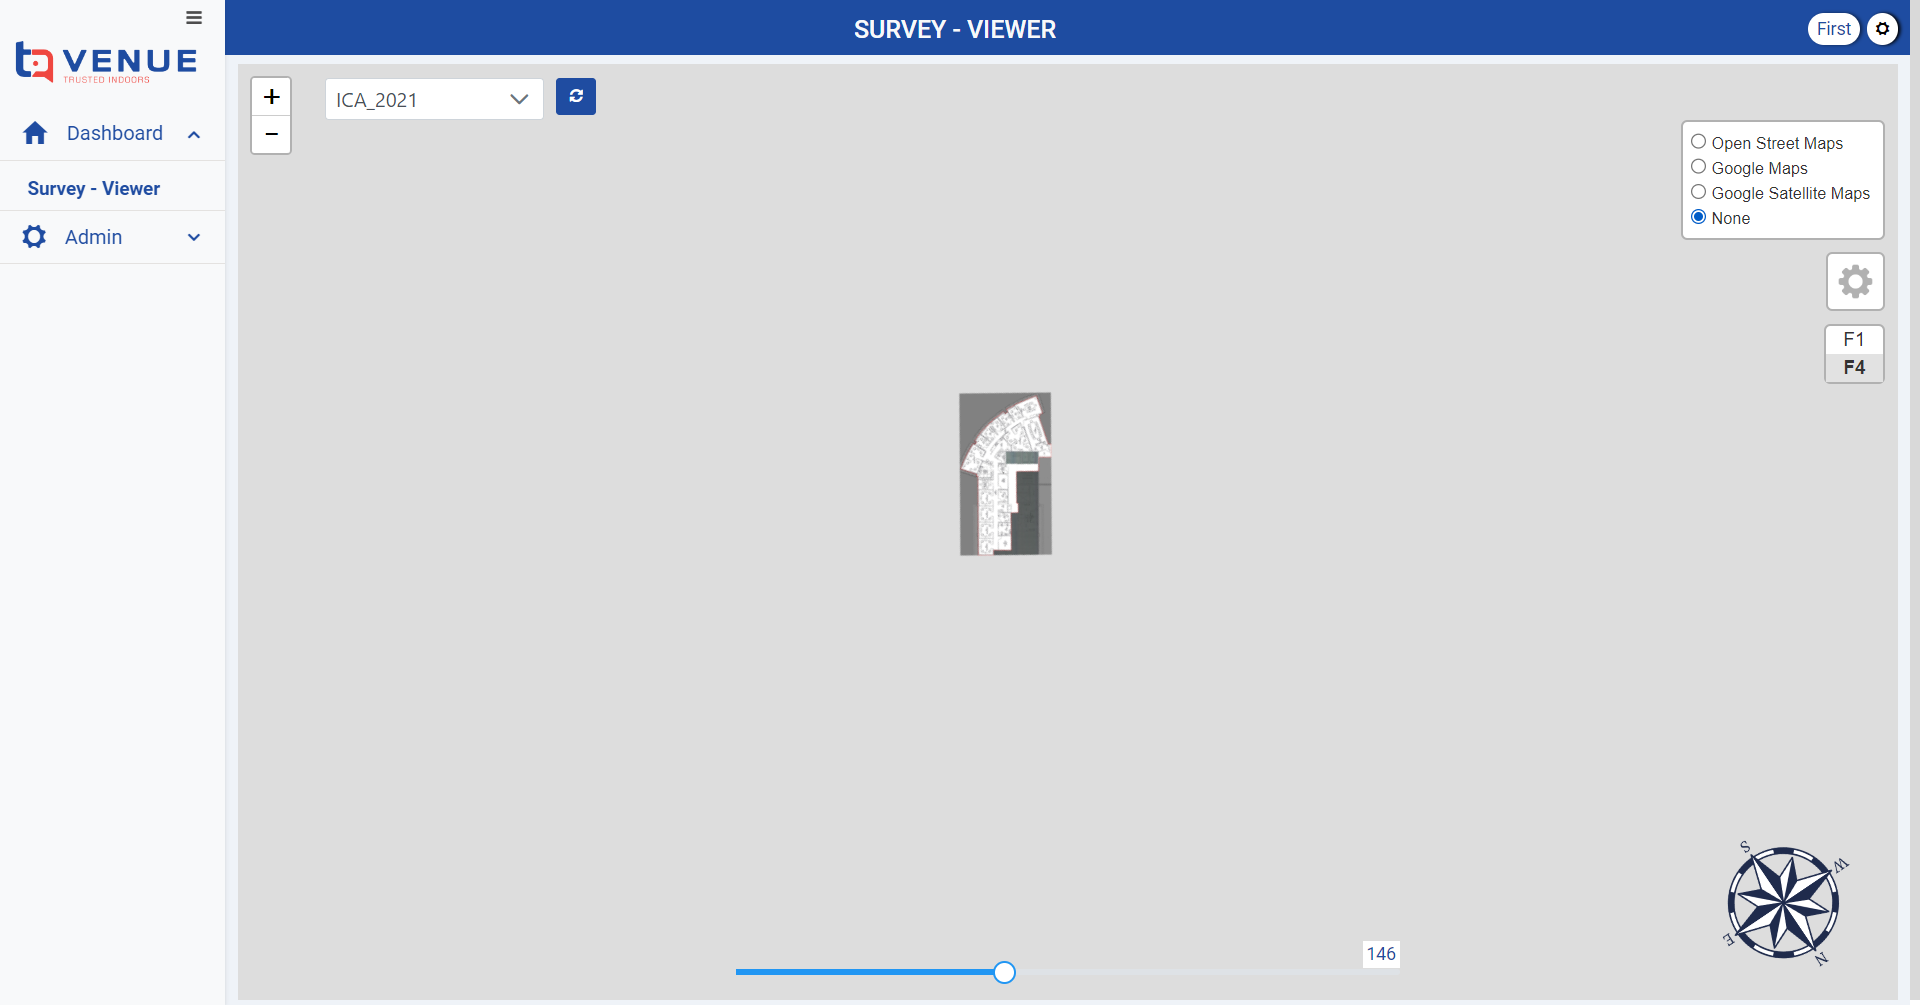 VENUE
TRUSTED INDOORS
SURVEY - VIEWER
First
Dashboard
Survey - Viewer
Admin
+
−
ICA_2021
Open Street Maps
Google Maps
Google Satellite Maps
None
F1
F4
S
W
E
N
146